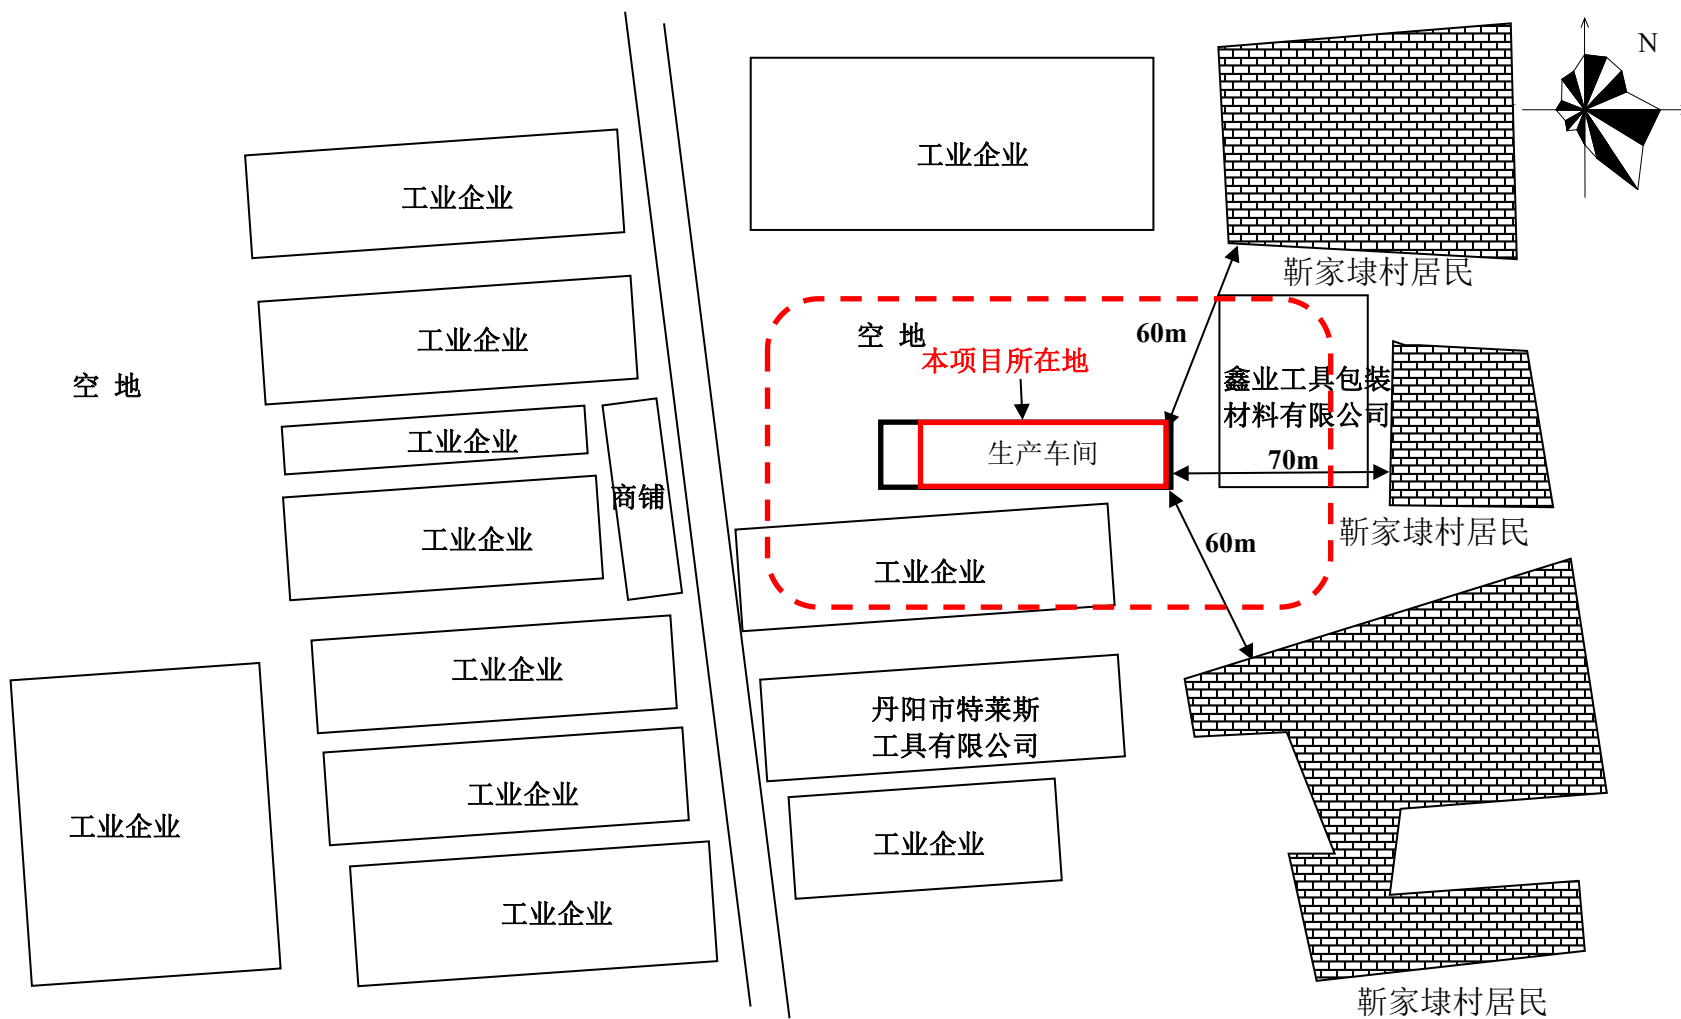 N
工业企业
工业企业
靳家埭村居民
空 地
60m
工业企业
本项目所在地
空 地
鑫业工具包装
材料有限公司
工业企业
生产车间
70m
商铺
工业企业
靳家埭村居民
60m
工业企业
工业企业
丹阳市特莱斯
工具有限公司
工业企业
工业企业
工业企业
工业企业
靳家埭村居民